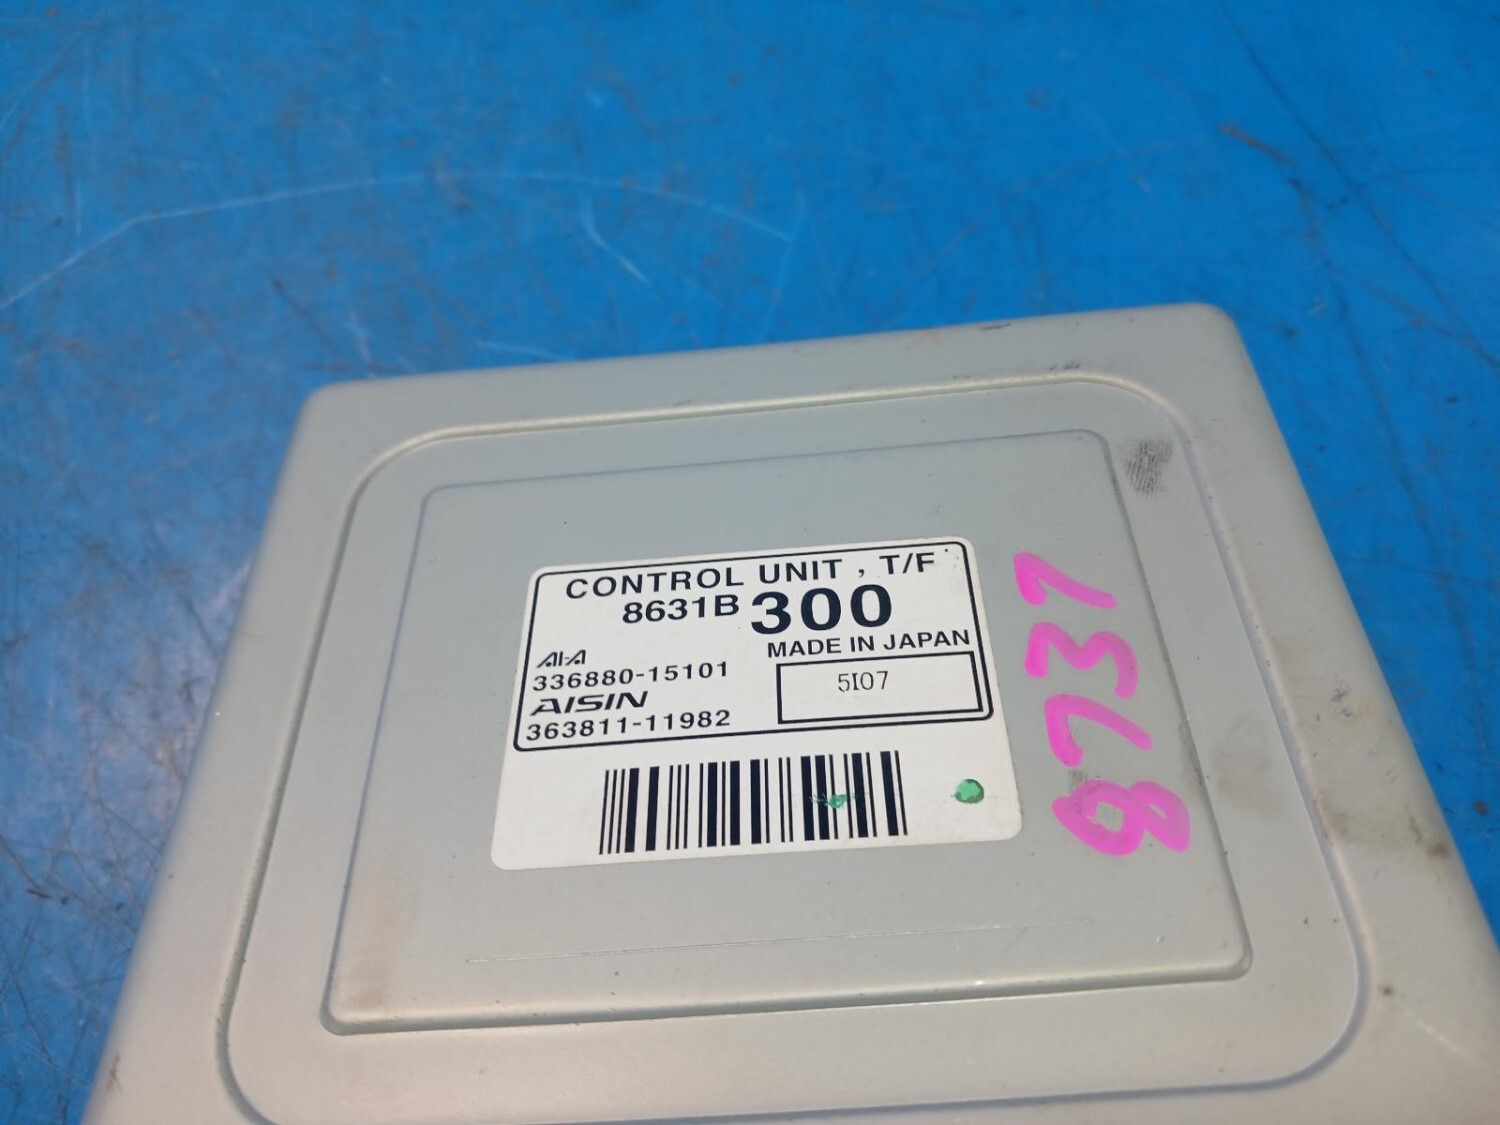 CONTROL UNIT , T/F
8631B 300
MADE IN JAPAN
AI-A
336880-15101
AISIN
363811-11982
5I07
8737